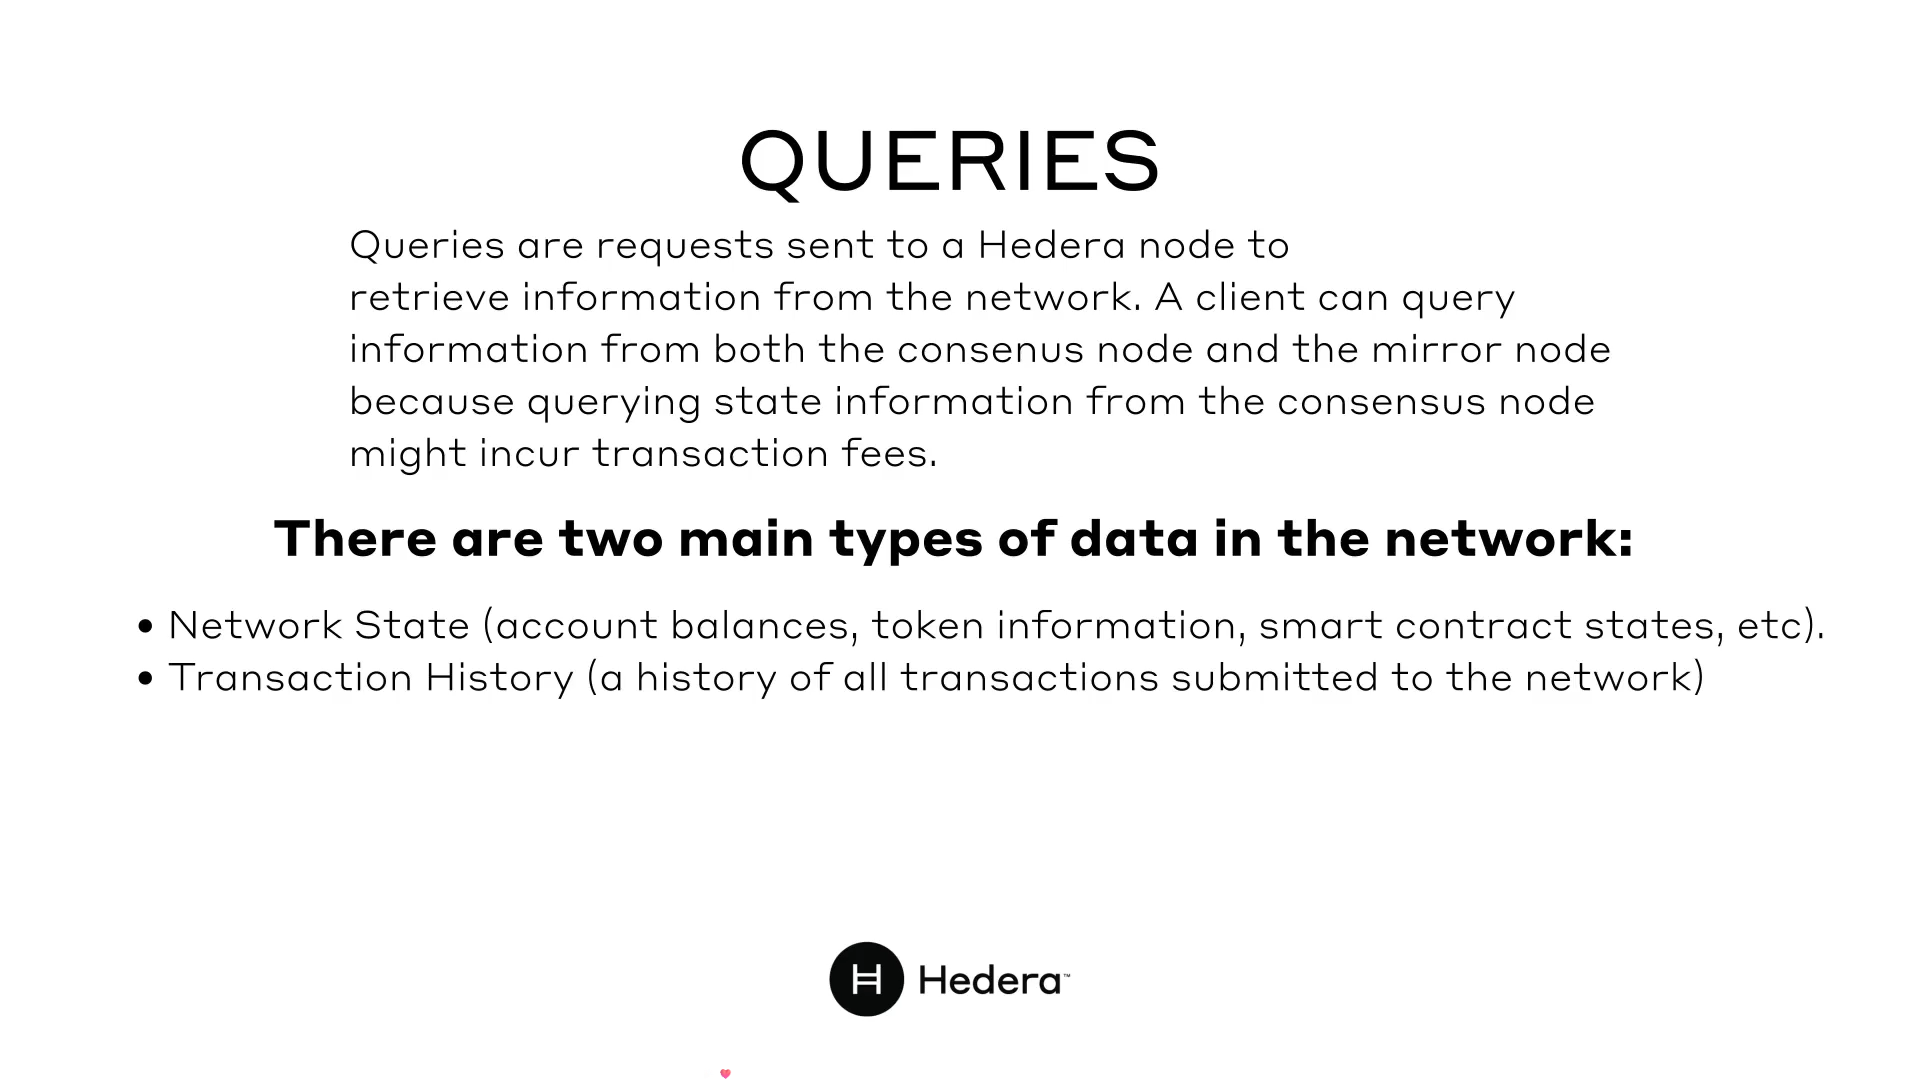 QUERIES
Queries are requests sent to a Hedera node to
retrieve information from the network. A client can query
information from both the consenus node and the mirror node
because querying state information from the consensus node
might incur transaction fees.
There are two main types of data in the network:
• Network State (account balances, token information, smart contract states, etc).
• Transaction History (a history of all transactions submitted to the network)
H Hedera™